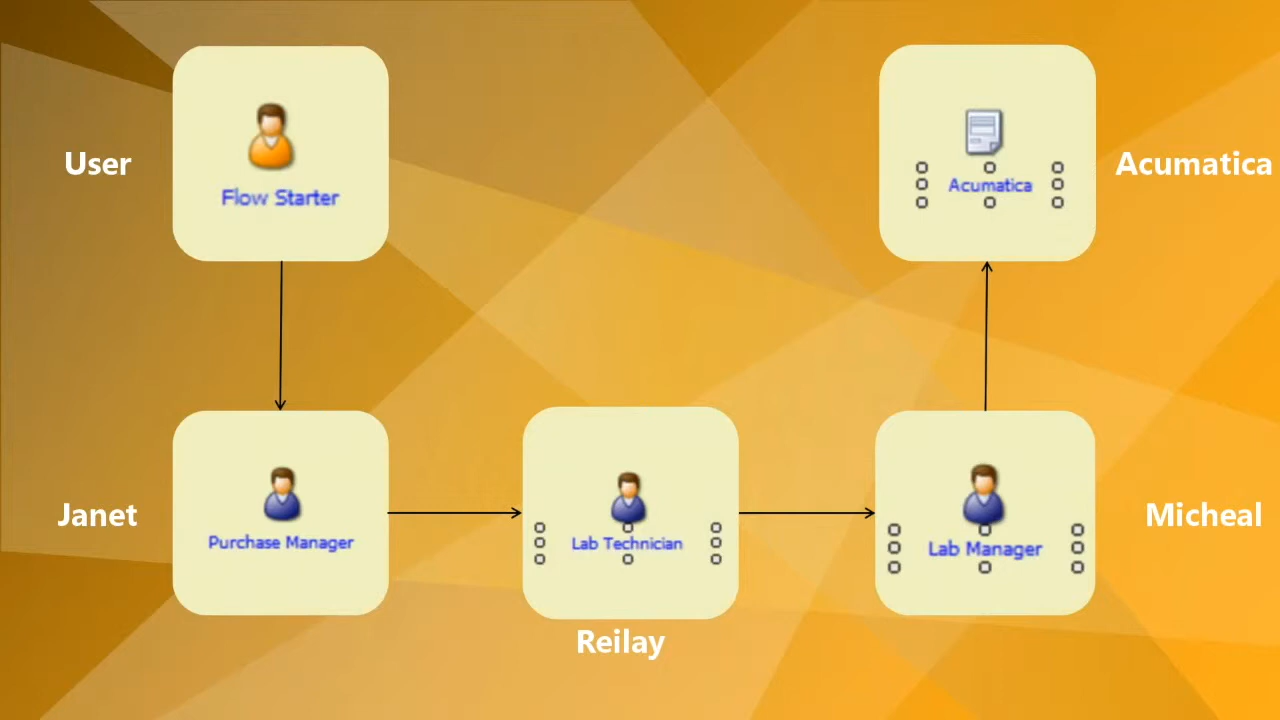 User
Flow Starter
Acumatica
Acumatica
Janet
Purchase Manager
Lab Technician
Reilay
Lab Manager
Micheal